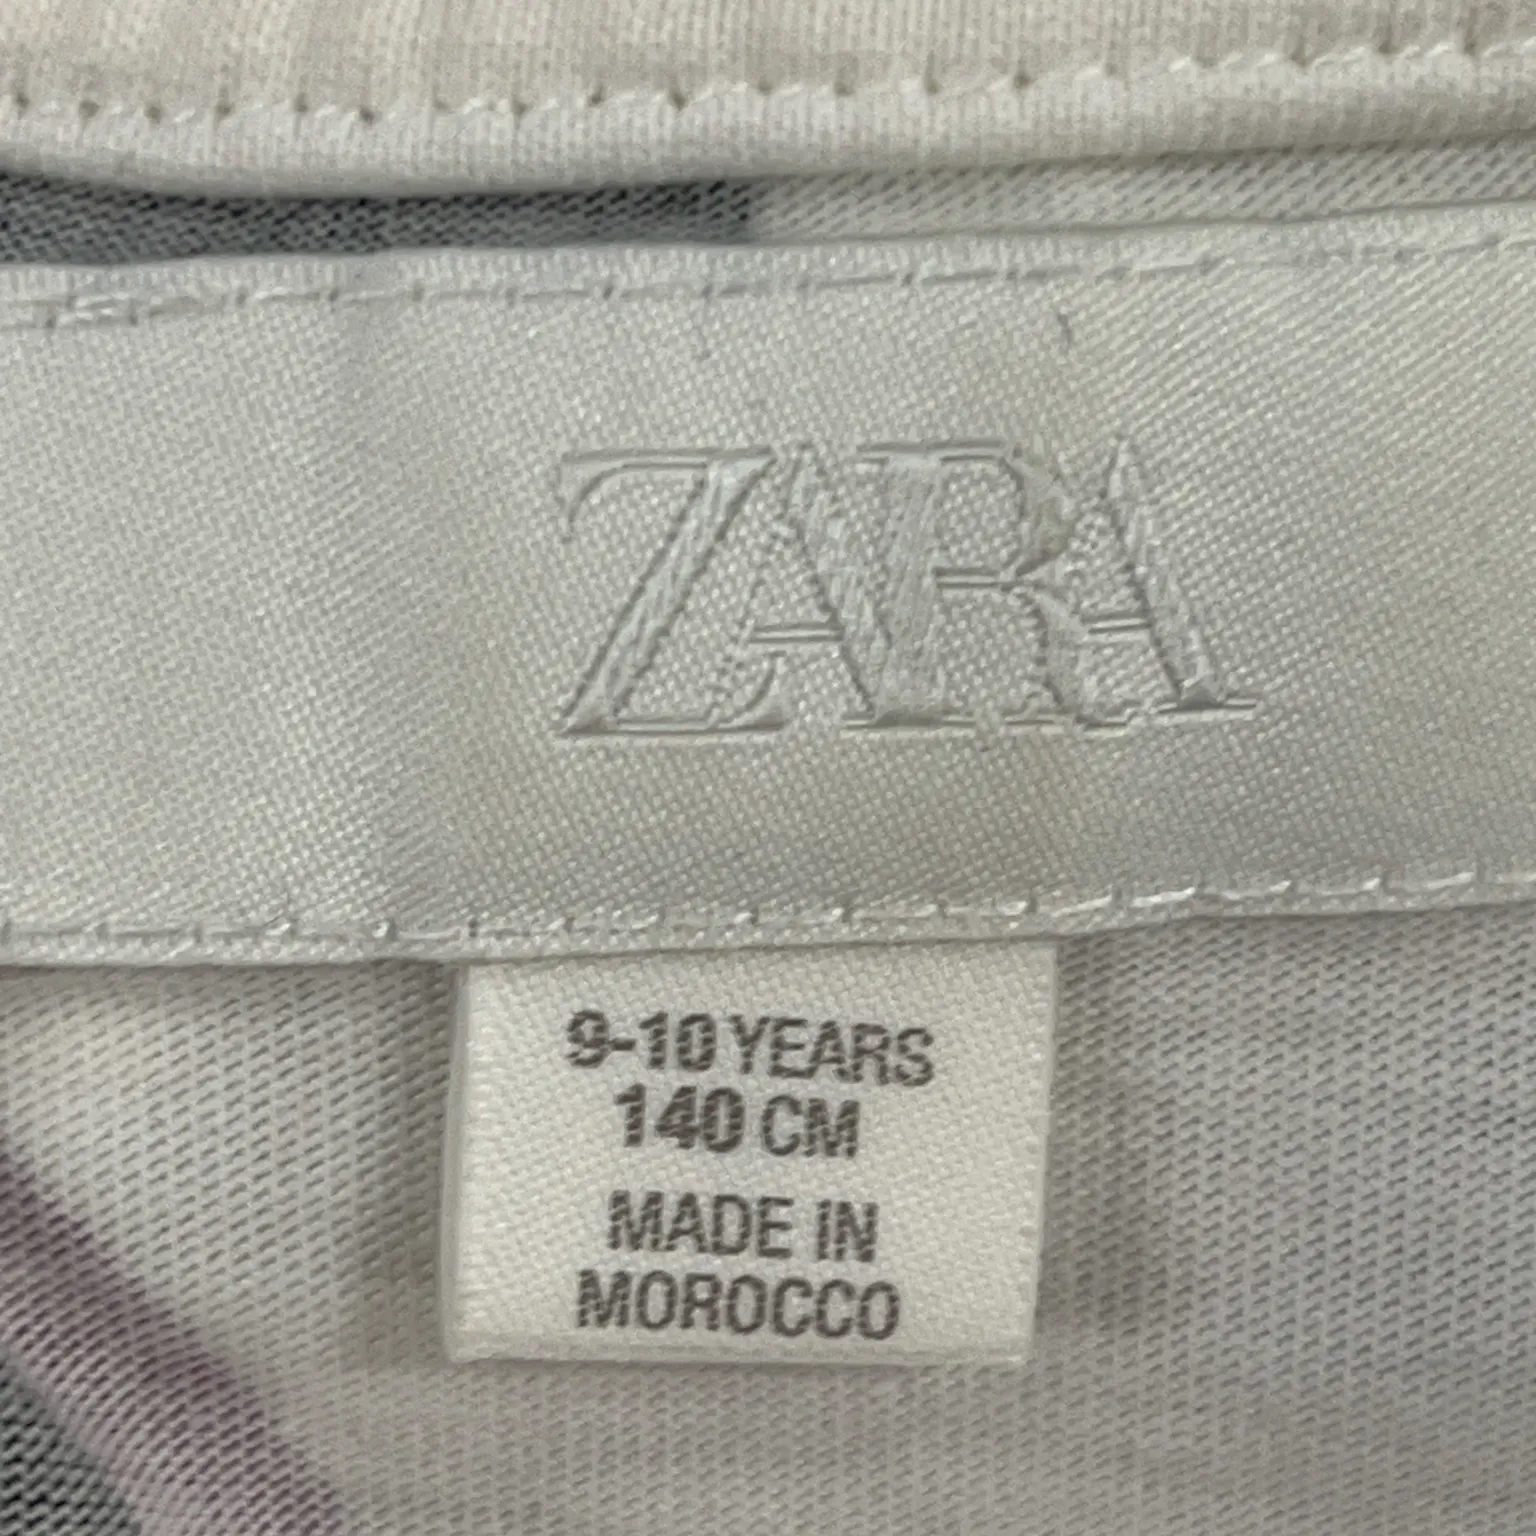 ZARA
9-10 YEARS
140 CM
MADE IN
MOROCCO